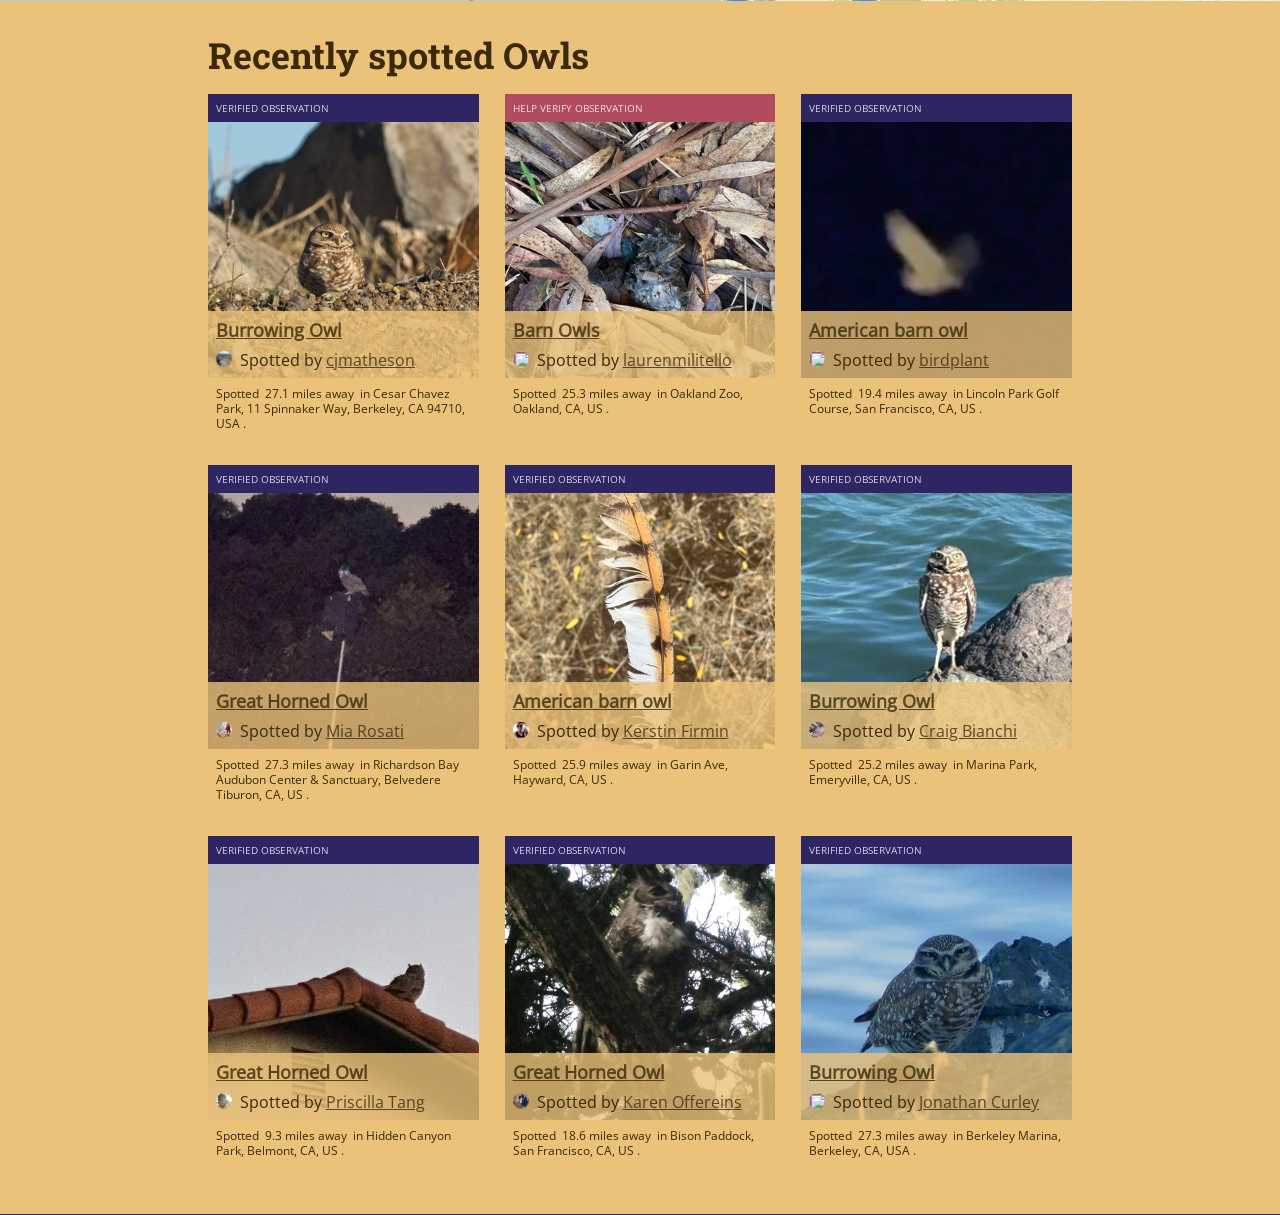 Recently spotted Owls
VERIFIED OBSERVATION
Burrowing Owl
Spotted by cjmatheson
Spotted 27.1 miles away in Cesar Chavez
Park, 11 Spinnaker Way, Berkeley, CA 94710,
USA .
HELP VERIFY OBSERVATION
Barn Owls
Spotted by laurenmilitello
Spotted 25.3 miles away in Oakland Zoo,
Oakland, CA, US .
VERIFIED OBSERVATION
American barn owl
Spotted by birdplant
Spotted 19.4 miles away in Lincoln Park Golf
Course, San Francisco, CA, US .
VERIFIED OBSERVATION
Great Horned Owl
Spotted by Mia Rosati
Spotted 27.3 miles away in Richardson Bay
Audubon Center & Sanctuary, Belvedere
Tiburon, CA, US .
VERIFIED OBSERVATION
American barn owl
Spotted by Kerstin Firmin
Spotted 25.9 miles away in Garin Ave,
Hayward, CA, US .
VERIFIED OBSERVATION
Burrowing Owl
Spotted by Craig Bianchi
Spotted 25.2 miles away in Marina Park,
Emeryville, CA, US .
VERIFIED OBSERVATION
Great Horned Owl
Spotted by Priscilla Tang
Spotted 9.3 miles away in Hidden Canyon
Park, Belmont, CA, US .
VERIFIED OBSERVATION
Great Horned Owl
Spotted by Karen Offereins
Spotted 18.6 miles away in Bison Paddock,
San Francisco, CA, US .
VERIFIED OBSERVATION
Burrowing Owl
Spotted by Jonathan Curley
Spotted 27.3 miles away in Berkeley Marina,
Berkeley, CA, USA .